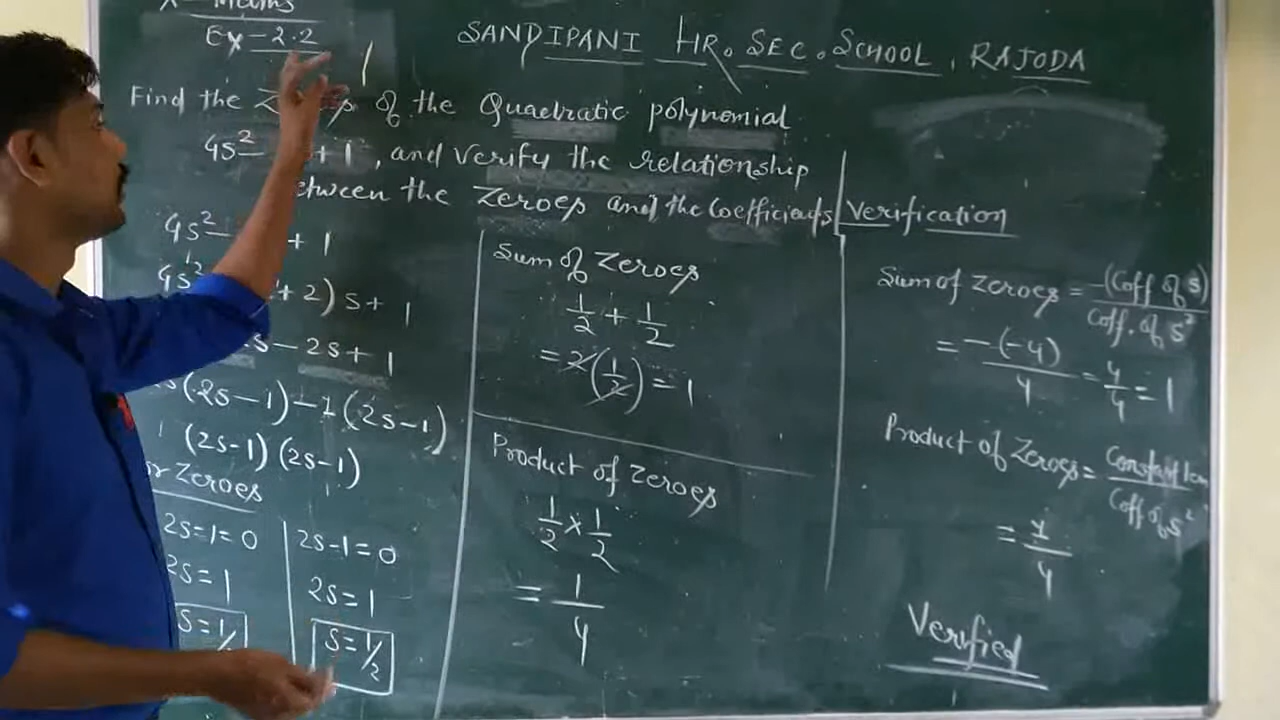 X - Maths
Ex - 2.2
SANDIPANI HR. SEC. SCHOOL, RAJODA
Find the Zeroes of the Quadratic polynomial
4s² - + 1, and verify the relationship
between the Zeroes and the Coefficients
4s² - + 1
4s² + 2) s + 1
s - 2s + 1
(2s - 1) - 1 (2s - 1)
(2s-1) (2s-1)
for Zeroes
2s-1=0
2s=1
s=1/2
2s-1=0
2s=1
s=1/2
Sum of Zeroes
1/2 + 1/2
= 2(1/2) = 1
Product of Zeroes
1/2 × 1/2
= 1/4
Verification
Sum of Zeroes = -(Coff of s)/Coff. of s²
= -(-4)/4 = 4/4 = 1
Product of Zeroes = Constant term/Coff of s²
= 1/4
Verified